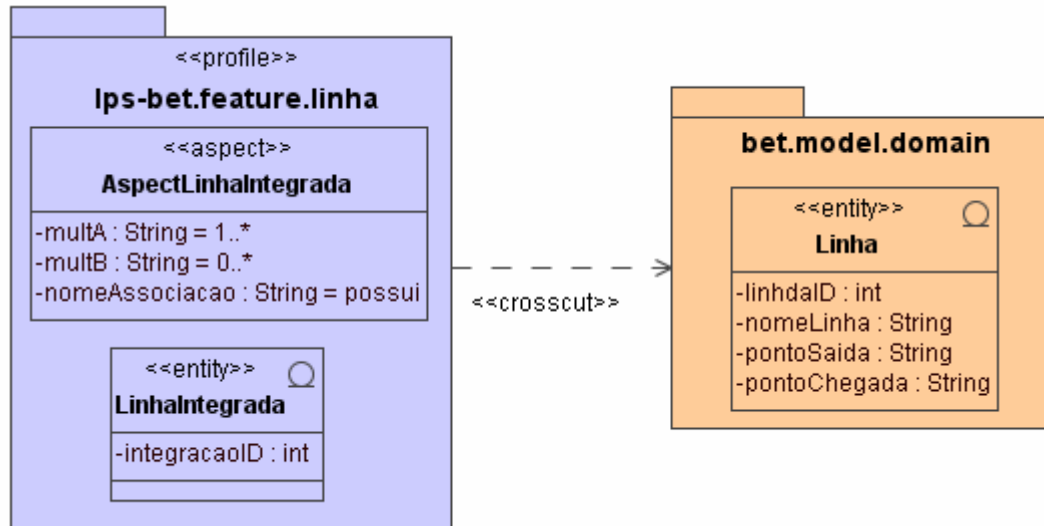 <<profile>>
lps-bet.feature.linha
<<aspect>>
AspectLinhaIntegrada
-multA : String = 1..*
-multB : String = 0..*
-nomeAssociacao : String = possui
<<entity>>
LinhaIntegrada
-integracaoID : int
<<crosscut>>
bet.model.domain
<<entity>>
Linha
-linhdaID : int
-nomeLinha : String
-pontoSaida : String
-pontoChegada : String